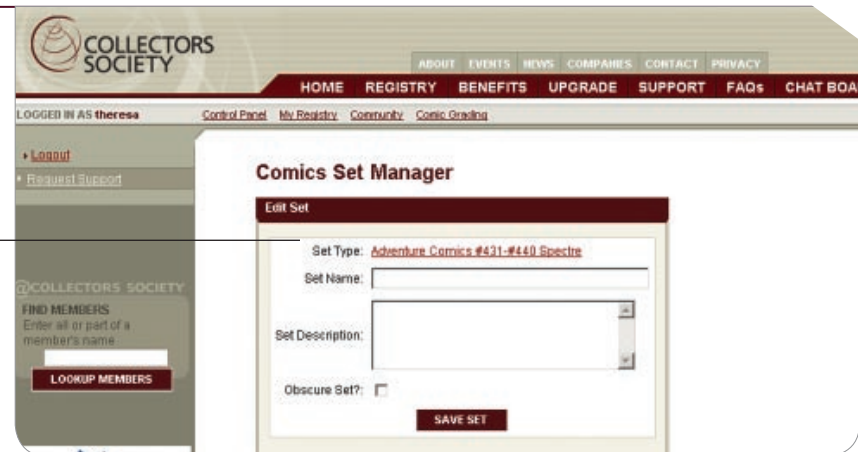 COLLECTORS
SOCIETY
ABOUT EVENTS NEWS COMPANIES CONTACT PRIVACY
HOME REGISTRY BENEFITS UPGRADE SUPPORT FAQs CHAT BOA
LOGGED IN AS theresa Control Panel My Registry Community Comic Grading
Logout
Request Support
Comics Set Manager
Edit Set
Set Type: Adventure Comics #431-#440 Spectre
Set Name:
Set Description:
Obscure Set?:
SAVE SET
@COLLECTORS SOCIETY
FIND MEMBERS
Enter all or part of a
member's name
LOOKUP MEMBERS